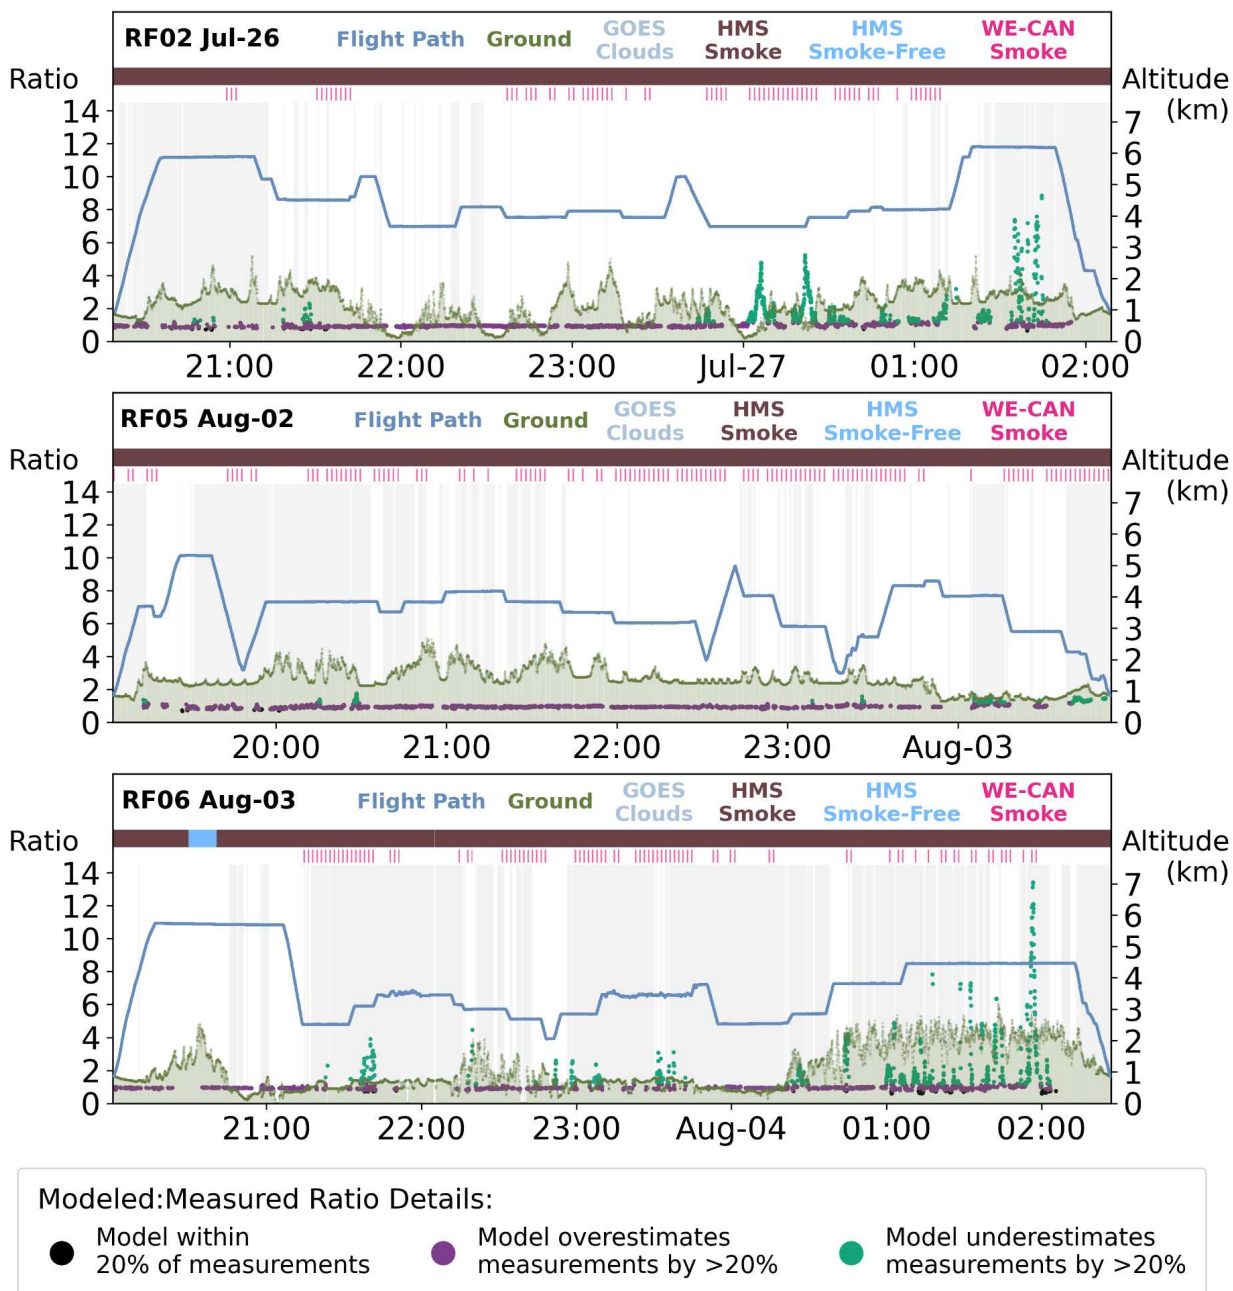 RF02 Jul-26 Flight Path Ground GOES Clouds HMS Smoke HMS Smoke-Free WE-CAN Smoke
Ratio
Altitude (km)
14
12
10
8
6
4
2
0
7
6
5
4
3
2
1
0
21:00 22:00 23:00 Jul-27 01:00 02:00
RF05 Aug-02 Flight Path Ground GOES Clouds HMS Smoke HMS Smoke-Free WE-CAN Smoke
Ratio
Altitude (km)
14
12
10
8
6
4
2
0
7
6
5
4
3
2
1
0
20:00 21:00 22:00 23:00 Aug-03
RF06 Aug-03 Flight Path Ground GOES Clouds HMS Smoke HMS Smoke-Free WE-CAN Smoke
Ratio
Altitude (km)
14
12
10
8
6
4
2
0
7
6
5
4
3
2
1
0
21:00 22:00 23:00 Aug-04 01:00 02:00
Modeled:Measured Ratio Details:
Model within
20% of measurements
Model overestimates
measurements by >20%
Model underestimates
measurements by >20%